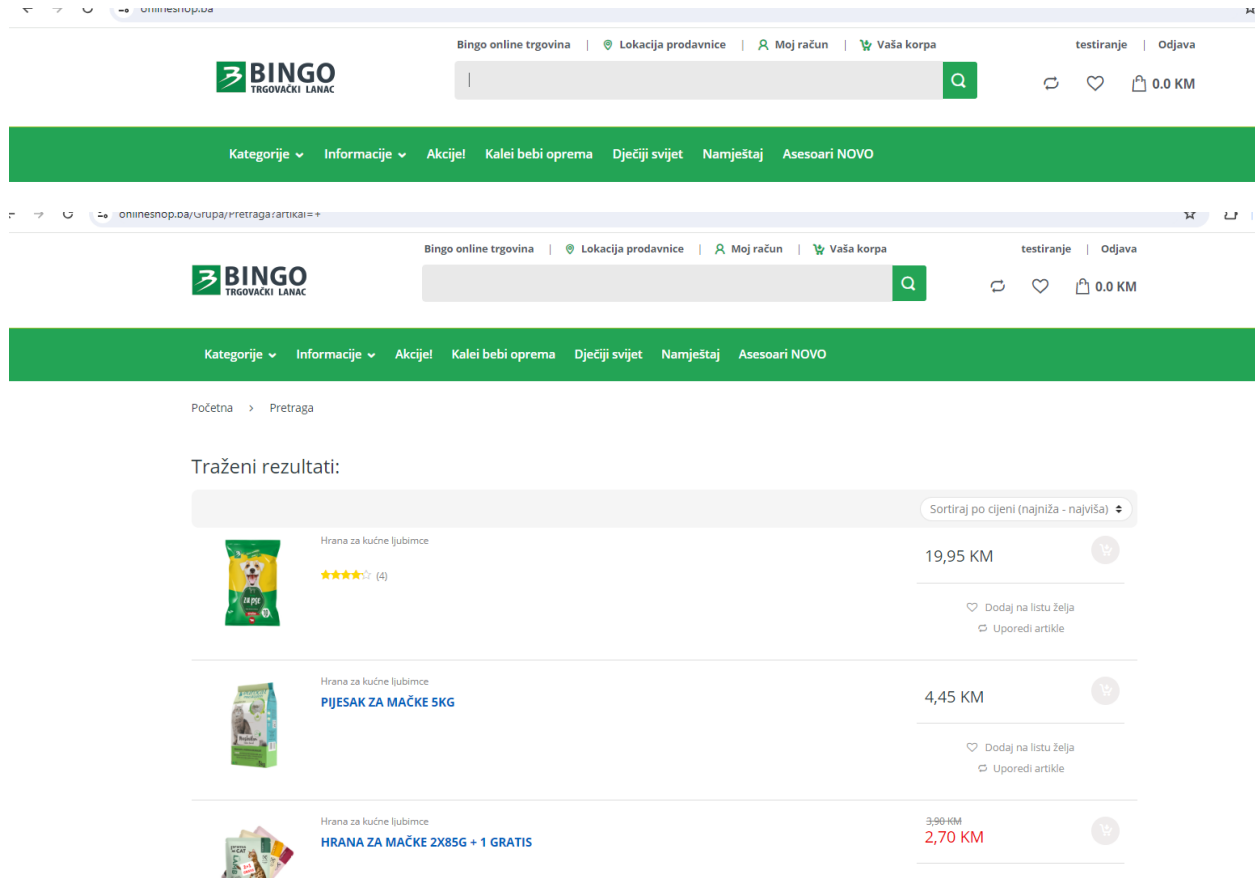 onlineshop.ba
Bingo online trgovina | Lokacija prodavnice | Moj račun | Vaša korpa
testiranje | Odjava
BINGO
TRGOVAČKI LANAC
0.0 KM
Kategorije Informacije Akcije! Kalei bebi oprema Dječiji svijet Namještaj Asesoari NOVO
onlineshop.ba/Grupa/Pretraga?artikal=+
Bingo online trgovina | Lokacija prodavnice | Moj račun | Vaša korpa
testiranje | Odjava
BINGO
TRGOVAČKI LANAC
0.0 KM
Kategorije Informacije Akcije! Kalei bebi oprema Dječiji svijet Namještaj Asesoari NOVO
Početna > Pretraga
Traženi rezultati:
Sortiraj po cijeni (najniža - najviša)
Hrana za kućne ljubimce
(4)
za pse
19,95 KM
Dodaj na listu želja
Uporedi artikle
Hrana za kućne ljubimce
PIJESAK ZA MAČKE 5KG
4,45 KM
Dodaj na listu želja
Uporedi artikle
Hrana za kućne ljubimce
HRANA ZA MAČKE 2X85G + 1 GRATIS
3,90 KM
2,70 KM